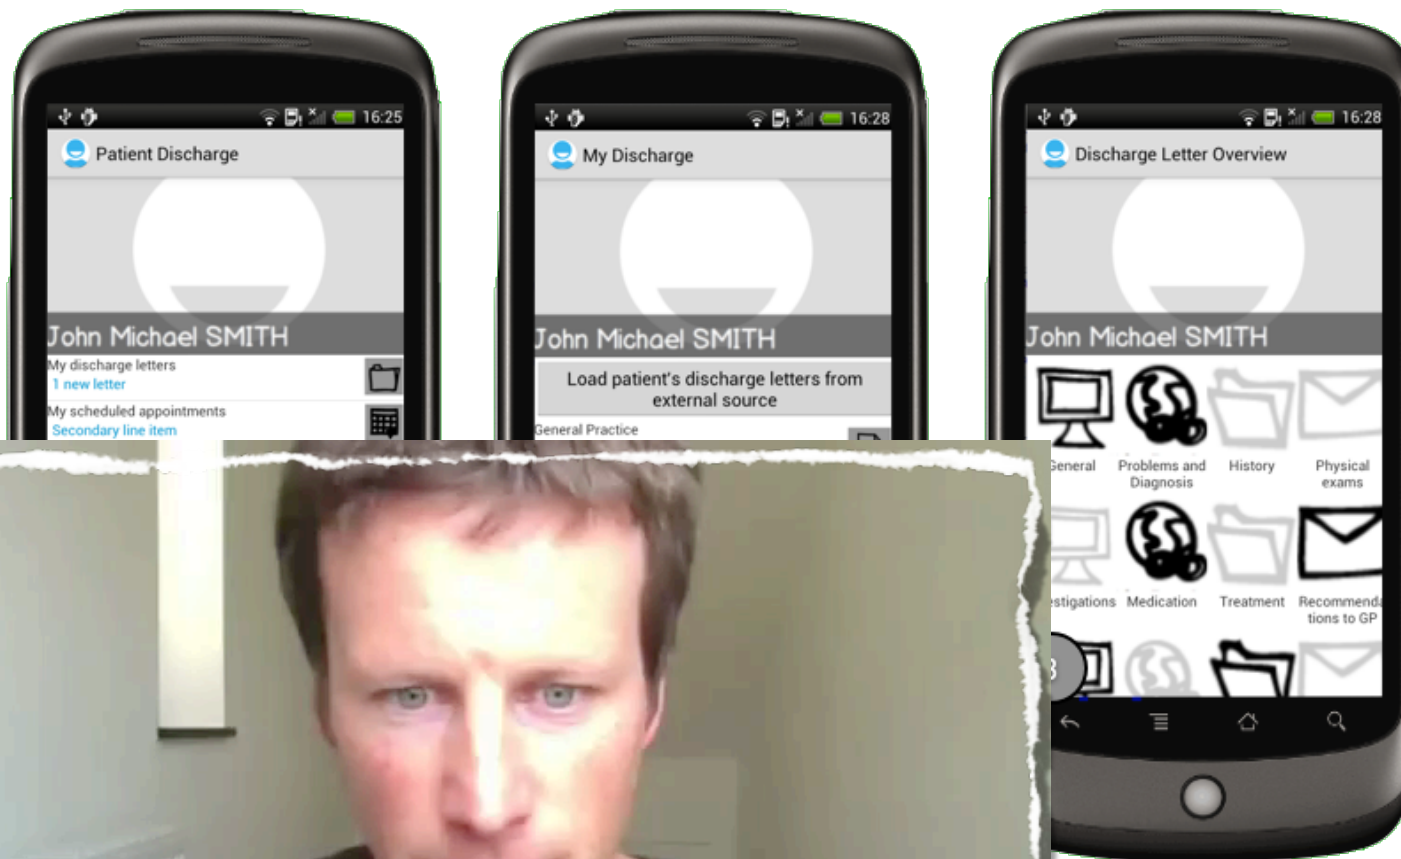 16:25
Patient Discharge
John Michael SMITH
My discharge letters
1 new letter
My scheduled appointments
Secondary line item
16:28
My Discharge
John Michael SMITH
Load patient's discharge letters from
external source
General Practice
16:28
Discharge Letter Overview
John Michael SMITH
General Problems and History Physical
Diagnosis exams
estigations Medication Treatment Recommenda
tions to GP
3